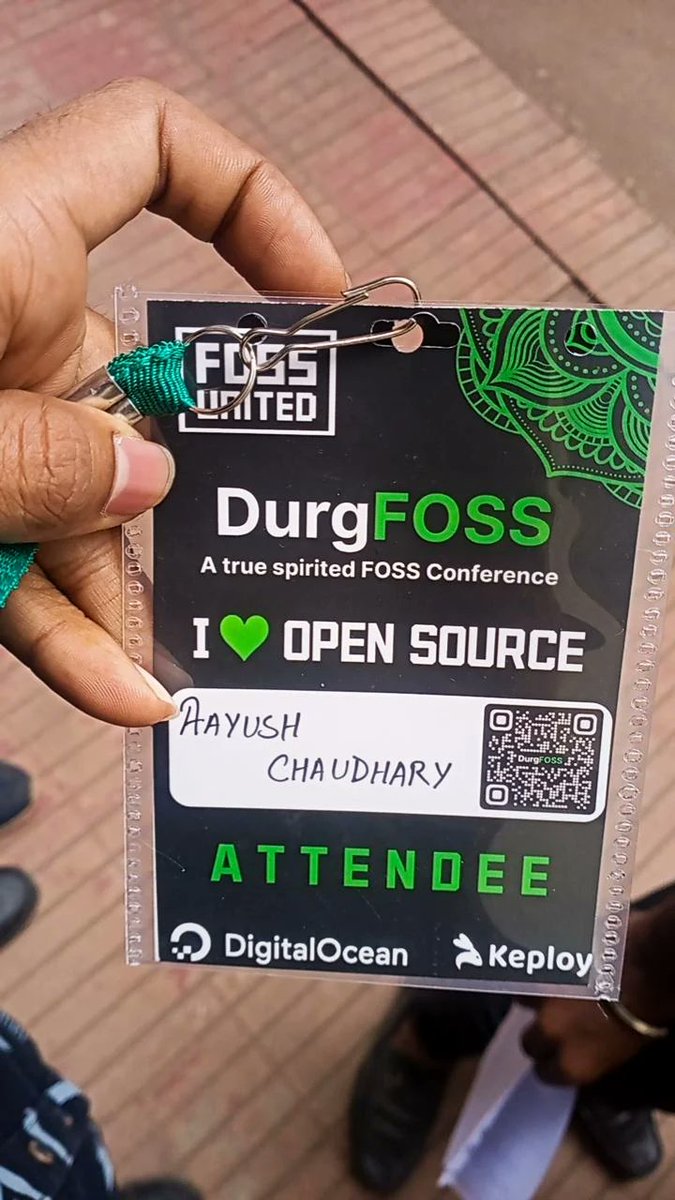 FOSS
UNITED
DurgFOSS
A true spirited FOSS Conference
I OPEN SOURCE
AAYUSH
CHAUDHARY
DurgFOSS
ATTENDEE
DigitalOcean
Keploy